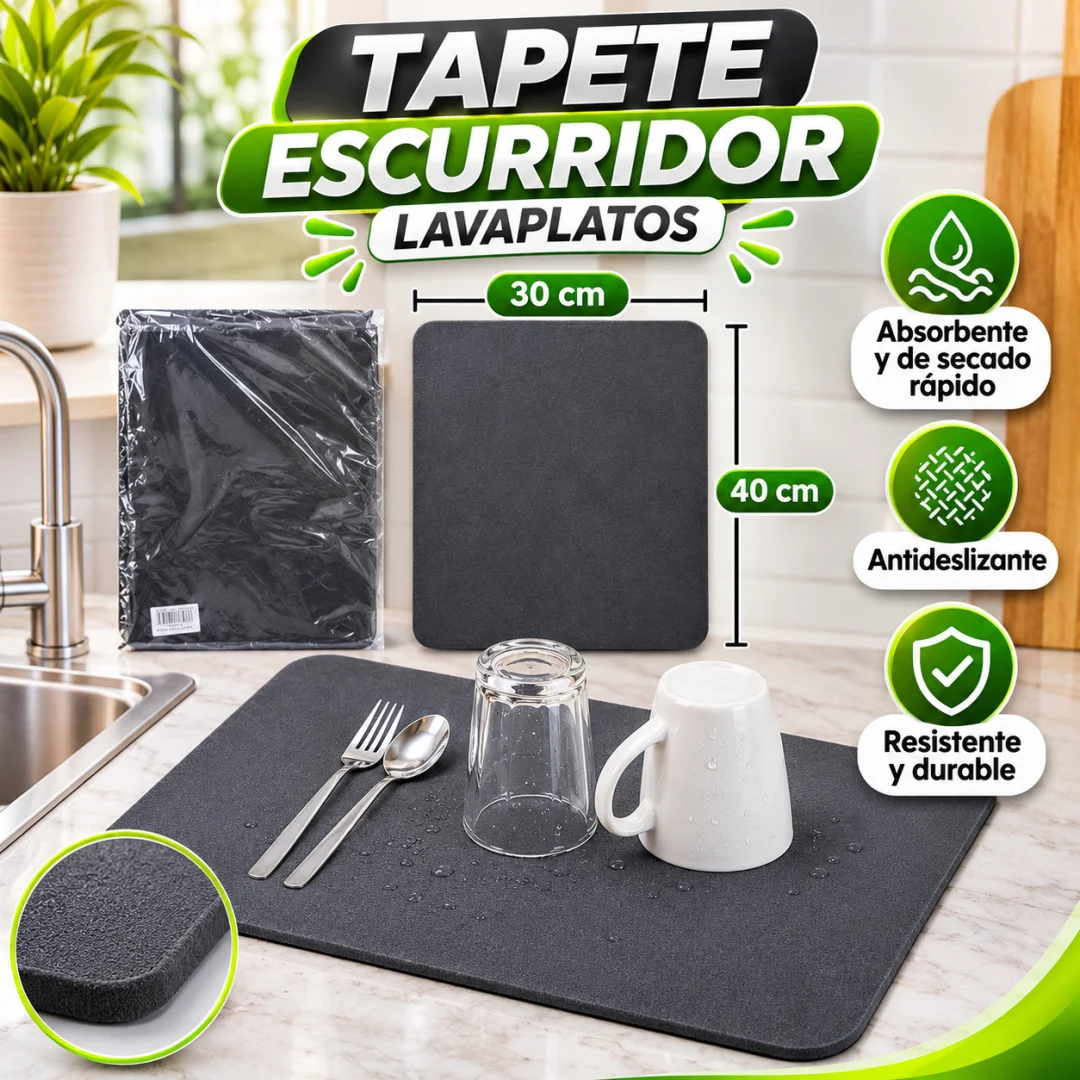 TAPETE
ESCURRIDOR
LAVAPLATOS
30 cm
40 cm
Absorbente
y de secado
rápido
Antideslizante
Resistente
y durable